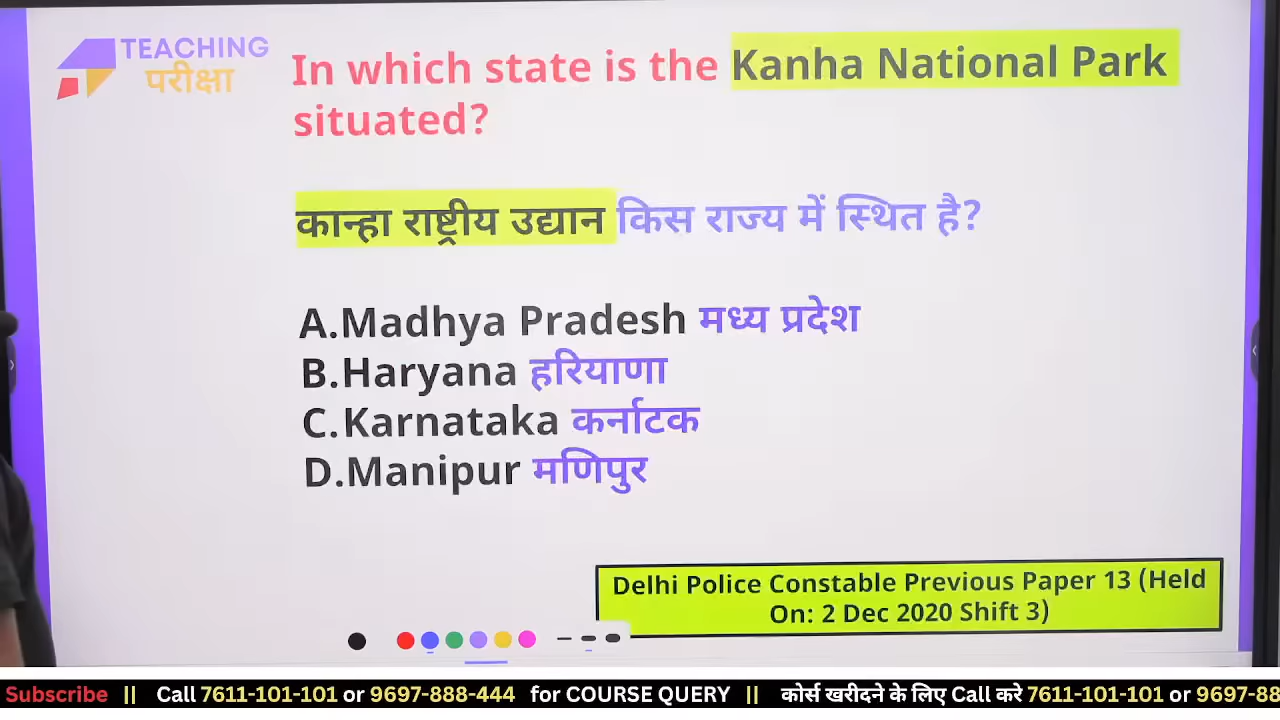 TEACHING
परीक्षा
In which state is the Kanha National Park
situated?
कान्हा राष्ट्रीय उद्यान किस राज्य में स्थित है?
A.Madhya Pradesh मध्य प्रदेश
B.Haryana हरियाणा
C.Karnataka कर्नाटक
D.Manipur मणिपुर
Delhi Police Constable Previous Paper 13 (Held
On: 2 Dec 2020 Shift 3)
Subscribe || Call 7611-101-101 or 9697-888-444 for COURSE QUERY || कोर्स खरीदने के लिए Call करे 7611-101-101 or 9697-88